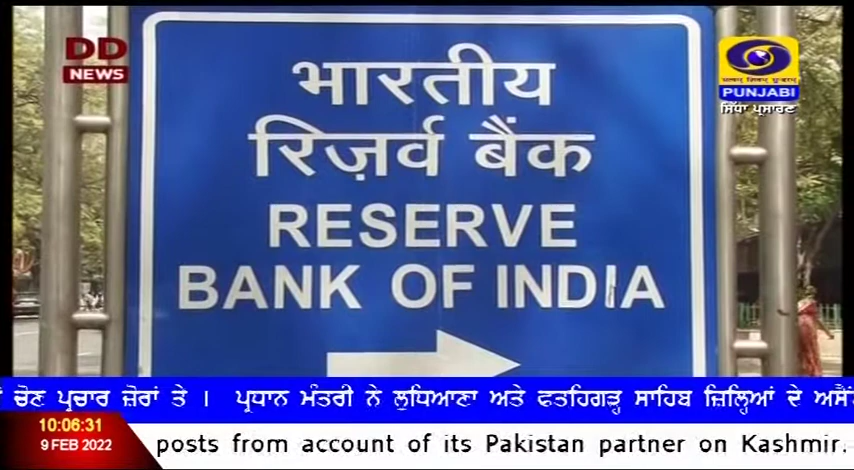 DD
NEWS
भारतीय
रिज़र्व बैंक
RESERVE
BANK OF INDIA
PUNJABI
ਸਿੱਧਾ ਪ੍ਰਸਾਰਣ
ਚੋਣ ਪ੍ਰਚਾਰ ਜ਼ੋਰਾਂ ਤੇ । ਪ੍ਰਧਾਨ ਮੰਤਰੀ ਨੇ ਲੁਧਿਆਣਾ ਅਤੇ ਫਤਹਿਗੜ੍ਹ ਸਾਹਿਬ ਜ਼ਿਲ੍ਹਿਆਂ ਦੇ
10:06:31
9 FEB 2022
posts from account of its Pakistan partner on Kashmir.